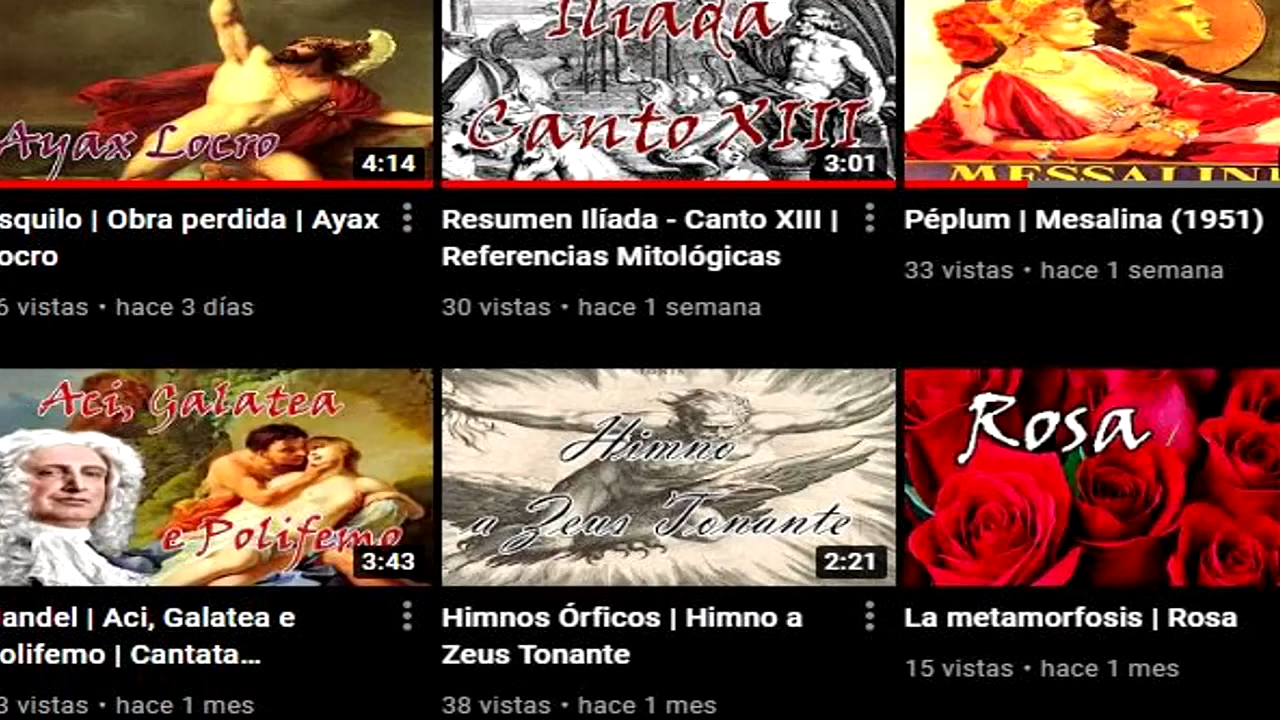 Ilíada
Canto XIII
Ayax Locro
4:14
3:01
MESSALIN
squilo | Obra perdida | Ayax
ocro
6 vistas • hace 3 días
Resumen Ilíada - Canto XIII |
Referencias Mitológicas
30 vistas • hace 1 semana
Péplum | Mesalina (1951)
33 vistas • hace 1 semana
Aci, Galatea
e Polifemo
3:43
Himno
a Zeus Tonante
2:21
Rosa
andel | Aci, Galatea e
olifemo | Cantata...
3 vistas • hace 1 mes
Himnos Órficos | Himno a
Zeus Tonante
38 vistas • hace 1 mes
La metamorfosis | Rosa
15 vistas • hace 1 mes